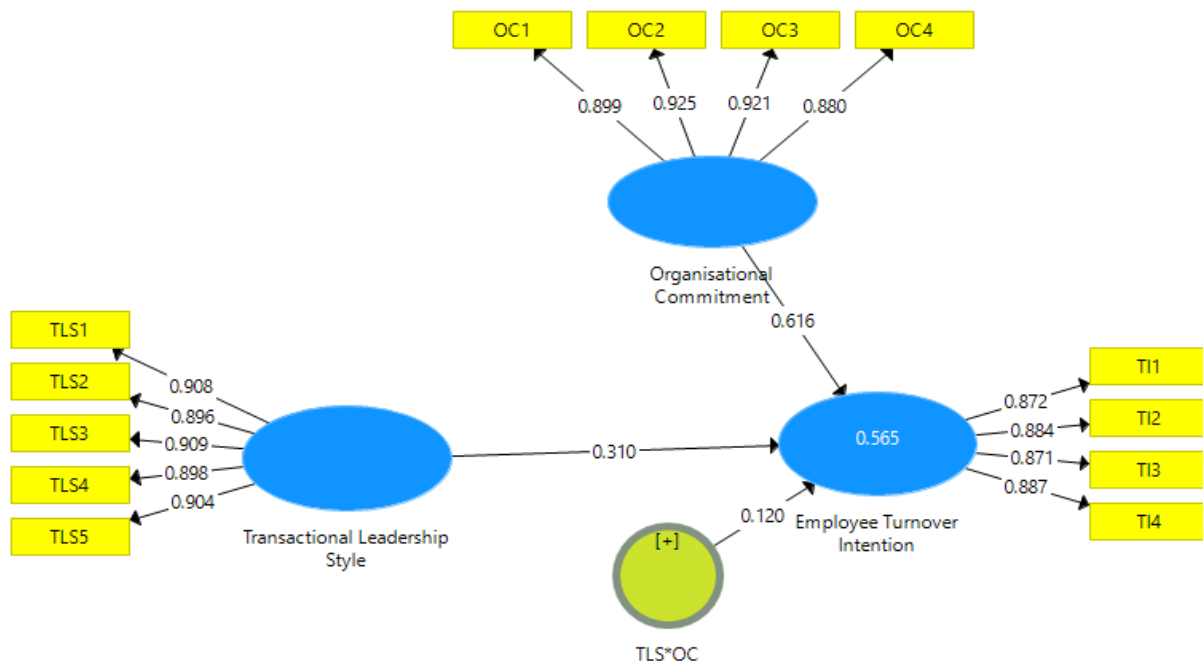 OC1 OC2 OC3 OC4
0.899 0.925 0.921 0.880
Organisational
Commitment
0.616
TLS1
TLS2
TLS3
TLS4
TLS5
0.908
0.896
0.909
0.898
0.904
Transactional Leadership
Style
0.310
0.565
Employee Turnover
Intention
0.872
0.884
0.871
0.887
TI1
TI2
TI3
TI4
0.120
[+]
TLS*OC